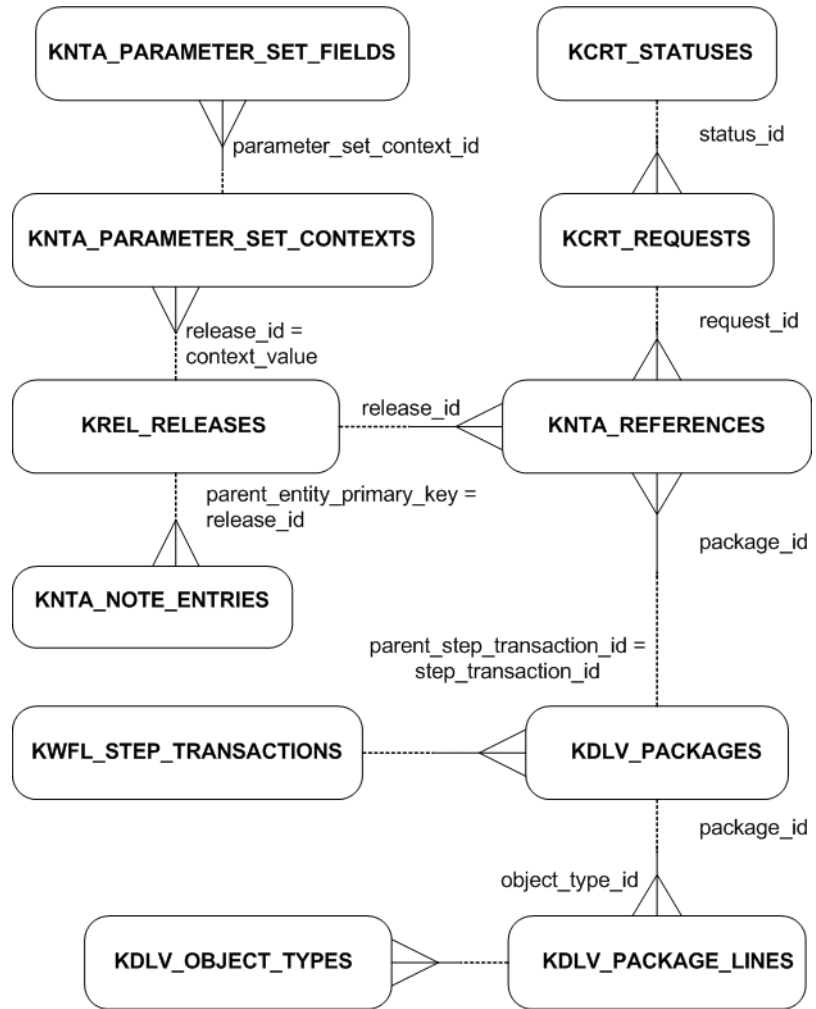 KNTA_PARAMETER_SET_FIELDS
KCRT_STATUSES
parameter_set_context_id
status_id
KNTA_PARAMETER_SET_CONTEXTS
KCRT_REQUESTS
release_id =
context_value
request_id
KREL_RELEASES
release_id
KNTA_REFERENCES
parent_entity_primary_key =
release_id
package_id
KNTA_NOTE_ENTRIES
parent_step_transaction_id =
step_transaction_id
KWFL_STEP_TRANSACTIONS
KDLV_PACKAGES
package_id
object_type_id
KDLV_OBJECT_TYPES
KDLV_PACKAGE_LINES